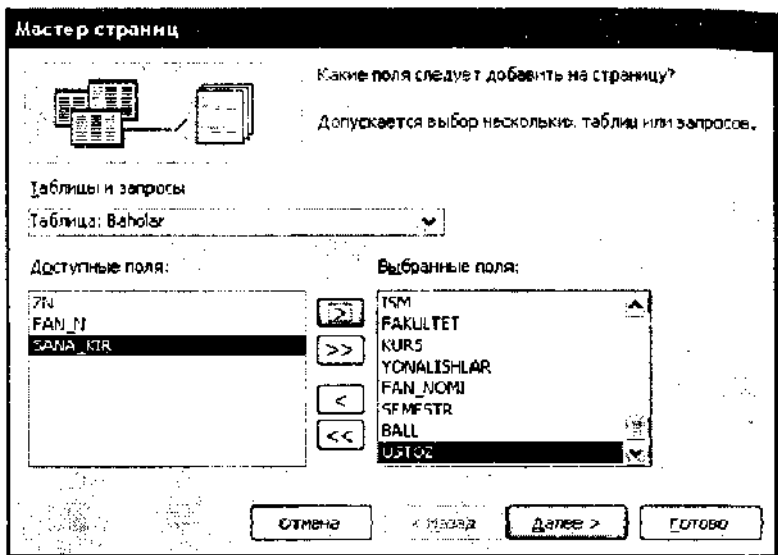 Мастер страниц
Какие поля следует добавить на страницу?
Допускается выбор нескольких таблиц или запросов.
Таблицы и запросы
Таблица: Baholar
Доступные поля:
Выбранные поля:
ZN
FAN_N
SANA_KIR
>
>>
<
<<
ISM
FAKULTET
KURS
YONALISHLAR
FAN_NOMI
SEMESTR
BALL
USTOZ
Отмена
< Назад
Далее >
Готово